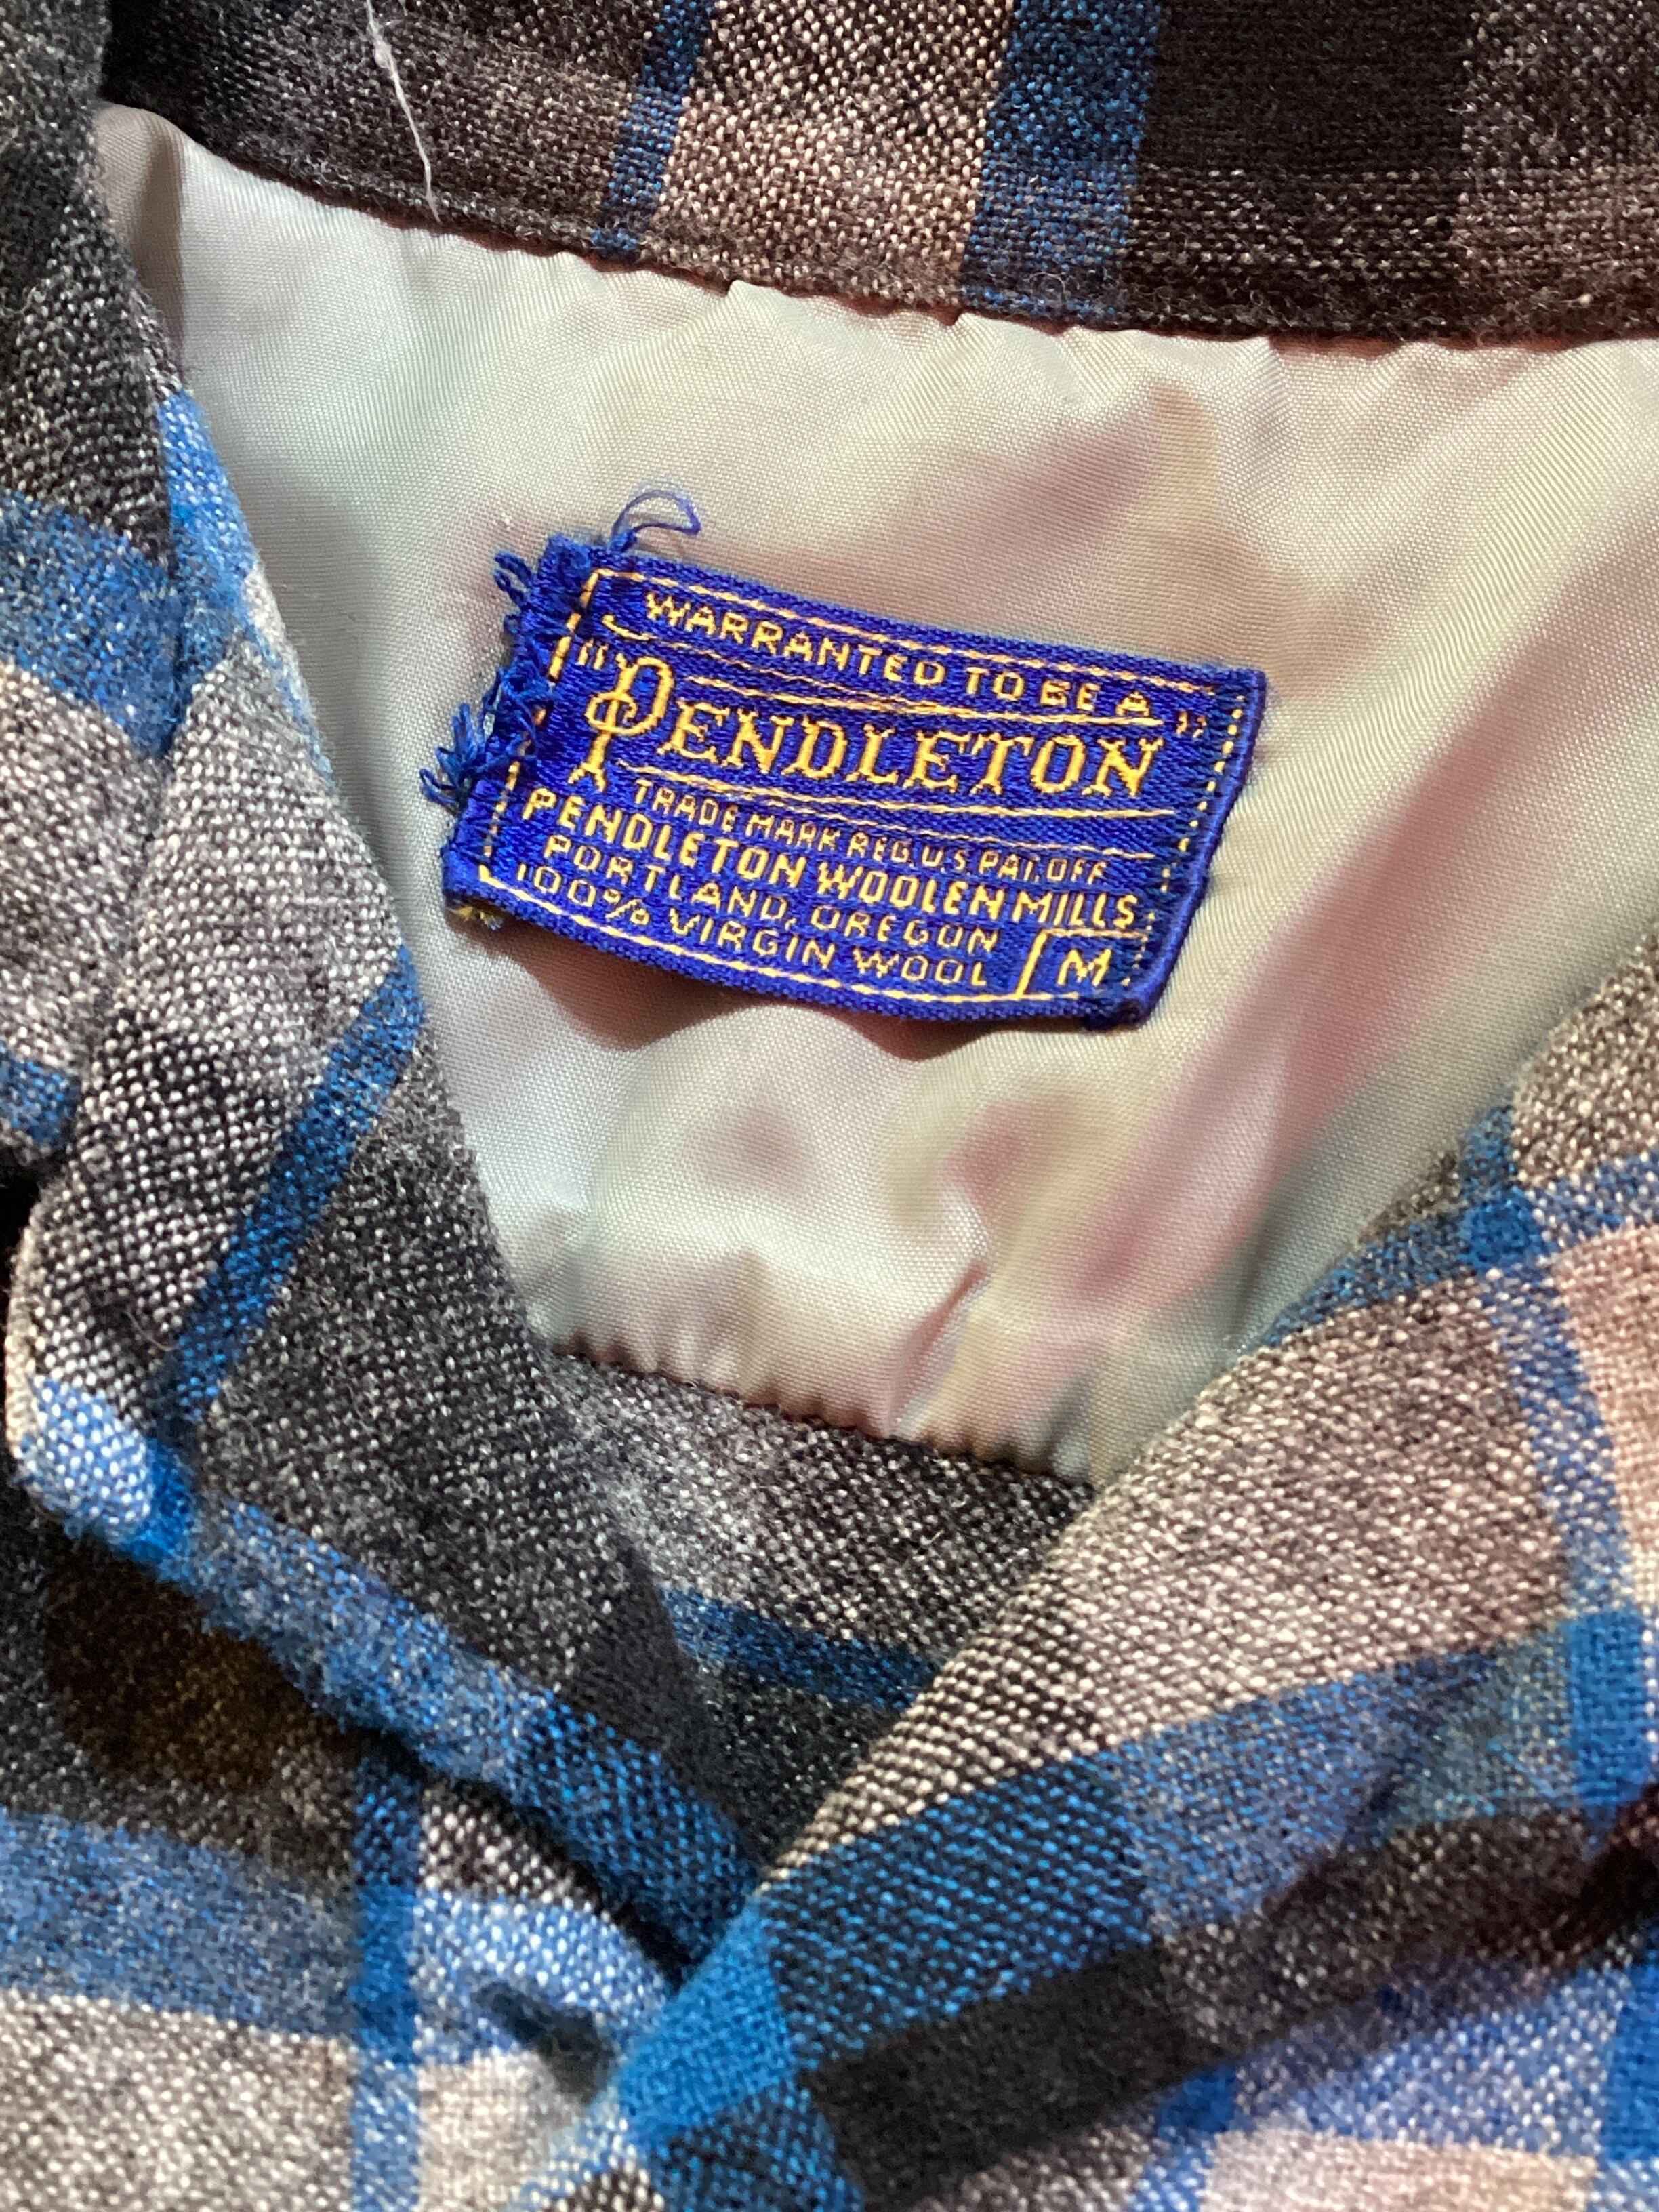 WARRANTED TO BE A
"PENDLETON"
TRADE MARK REG. U.S. PAT. OFF.
PENDLETON WOOLEN MILLS
PORTLAND, OREGON
100% VIRGIN WOOL
M